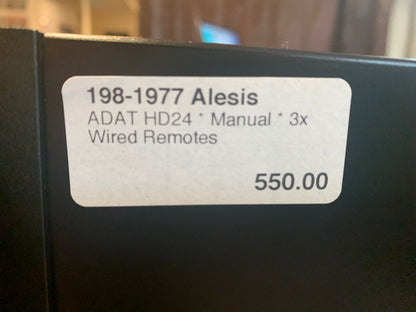 198-1977 Alesis
ADAT HD24 * Manual * 3x
Wired Remotes
550.00